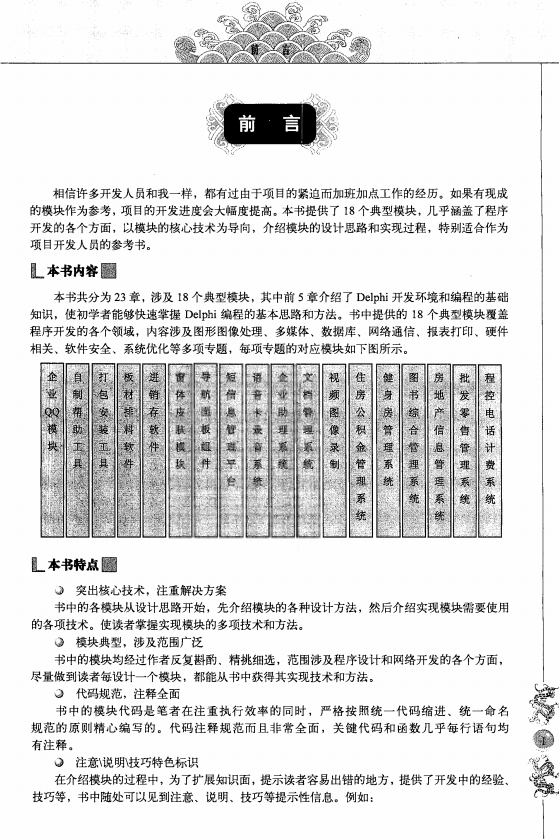 前 言
前 言
相信许多开发人员和我一样，都有过由于项目的紧迫而加班加点工作的经历。如果有现成
的模块作为参考，项目的开发进度会大幅度提高。本书提供了 18 个典型模块，几乎涵盖了程序
开发的各个方面，以模块的核心技术为导向，介绍模块的设计思路和实现过程，特别适合作为
项目开发人员的参考书。
本书内容
本书共分为 23 章，涉及 18 个典型模块，其中前 5 章介绍了 Delphi 开发环境和编程的基础
知识，使初学者能够快速掌握 Delphi 编程的基本思路和方法。书中提供的 18 个典型模块覆盖
程序开发的各个领域，内容涉及图形图像处理、多媒体、数据库、网络通信、报表打印、硬件
相关、软件安全、系统优化等多项专题，每项专题的对应模块如下图所示。
企业QQ模块
自制帮助工具
打包安装工具
板材排料软件
进销存软件
窗体皮肤模块
导航面板组件
短信息管理平台
语音卡录音系统
企业助理系统
文档管理系统
视频图像录制
住房公积金管理系统
健身房管理系统
图书综合管理系统
房地产信息管理系统
批发零售管理系统
程控电话计费系统
本书特点
突出核心技术，注重解决方案
书中的各模块从设计思路开始，先介绍模块的各种设计方法，然后介绍实现模块需要使用
的各项技术。使读者掌握实现模块的多项技术和方法。
模块典型，涉及范围广泛
书中的模块均经过作者反复斟酌、精挑细选，范围涉及程序设计和网络开发的各个方面，
尽量做到读者每设计一个模块，都能从书中获得其实现技术和方法。
代码规范，注释全面
书中的模块代码是笔者在注重执行效率的同时，严格按照统一代码缩进、统一命名
规范的原则精心编写的。代码注释规范而且非常全面，关键代码和函数几乎每行语句均
有注释。
注意\说明\技巧特色标识
在介绍模块的过程中，为了扩展知识面，提示读者容易出错的地方，提供了开发中的经验、
技巧等，书中随处可以见到注意、说明、技巧等提示性信息。例如：
I